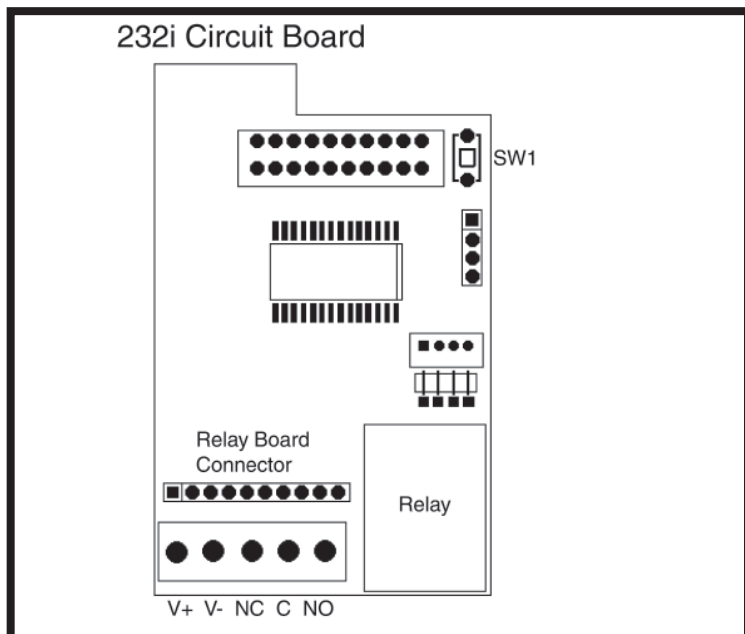 232i Circuit Board
SW1
Relay Board
Connector
Relay
V+ V- NC C NO